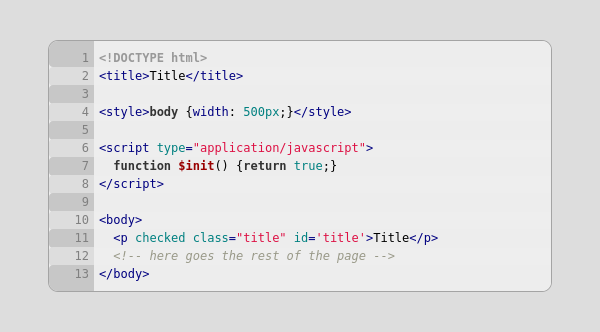 1 <!DOCTYPE html>
2 <title>Title</title>
3
4 <style>body {width: 500px;}</style>
5
6 <script type="application/javascript">
7   function $init() {return true;}
8 </script>
9
10 <body>
11   <p checked class="title" id='title'>Title</p>
12   <!-- here goes the rest of the page -->
13 </body>